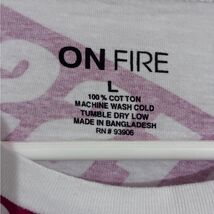 ON FIRE
L
100% COTTON
MACHINE WASH COLD
TUMBLE DRY LOW
MADE IN BANGLADESH
RN # 93906